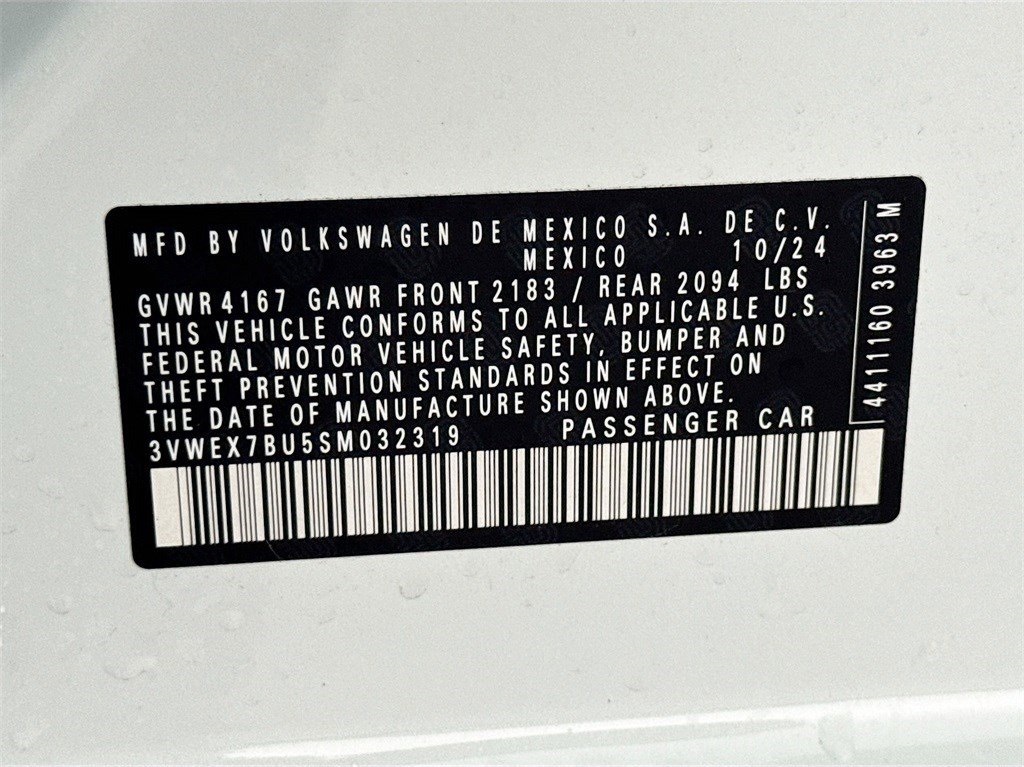 MFD BY VOLKSWAGEN DE MEXICO S.A. DE C.V.
MEXICO 10/24
GVWR 4167 GAWR FRONT 2183 / REAR 2094 LBS
THIS VEHICLE CONFORMS TO ALL APPLICABLE U.S.
FEDERAL MOTOR VEHICLE SAFETY, BUMPER AND
THEFT PREVENTION STANDARDS IN EFFECT ON
THE DATE OF MANUFACTURE SHOWN ABOVE.
3VWEX7BU5SM032319 PASSENGER CAR
4411160 3963 M